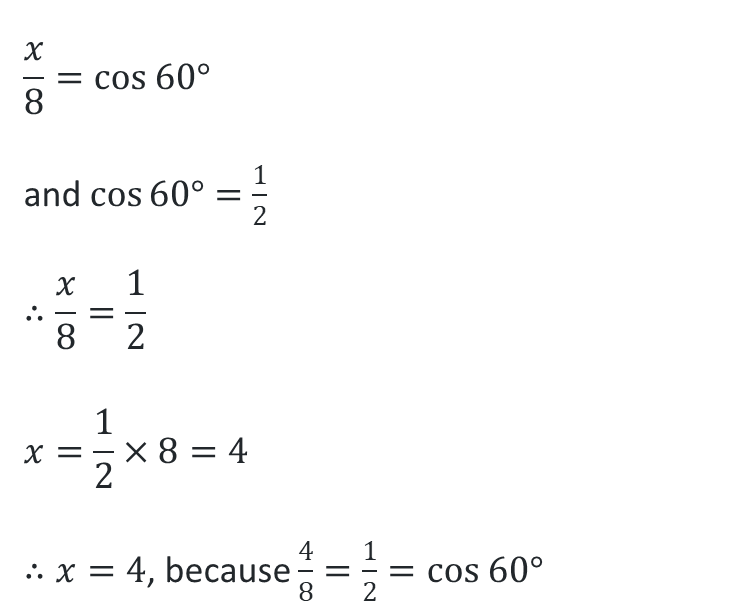 x/8 = cos 60°
and cos 60° = 1/2
∴ x/8 = 1/2
x = 1/2 × 8 = 4
∴ x = 4, because 4/8 = 1/2 = cos 60°